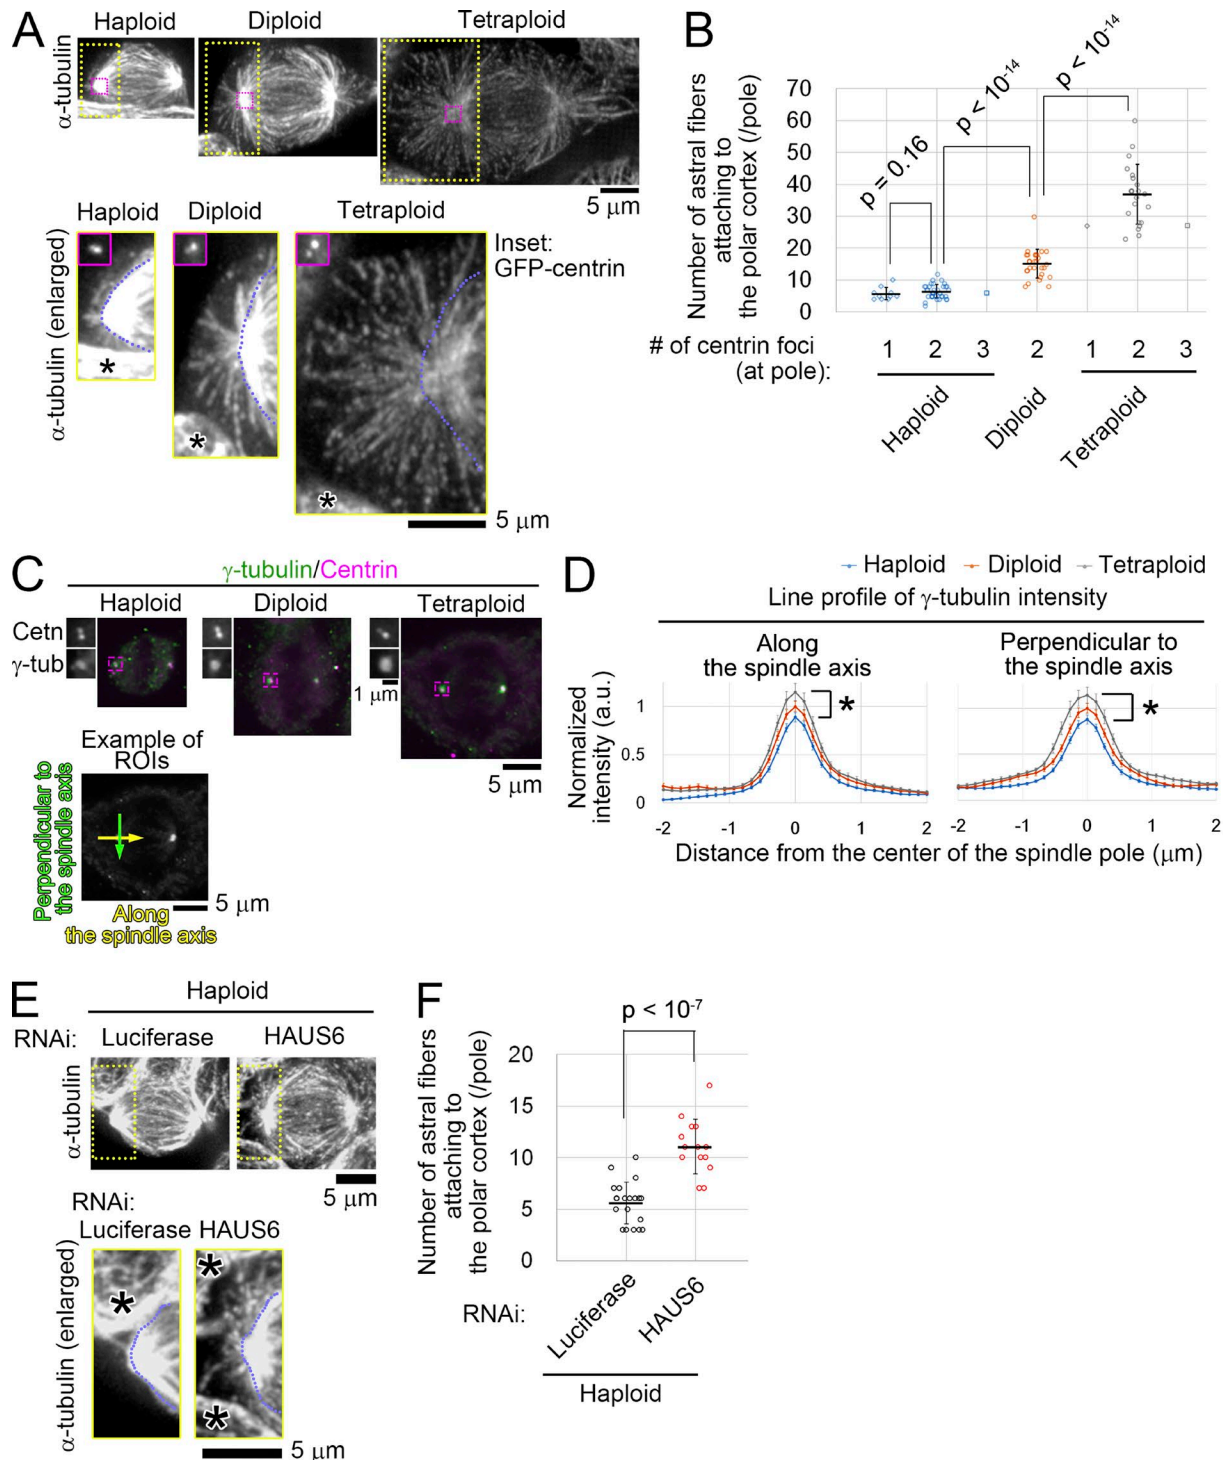 A
Haploid
Diploid
Tetraploid
α-tubulin
5 μm
Haploid
Diploid
Tetraploid
α-tubulin (enlarged)
Inset:
GFP-centrin
*
*
*
5 μm
B
p = 0.16
p < 10-14
p < 10-14
Number of astral fibers
attaching to
the polar cortex (/pole)
70
60
50
40
30
20
10
0
# of centrin foci
(at pole):
1 2 3 2 1 2 3
Haploid
Diploid
Tetraploid
C
γ-tubulin/Centrin
Haploid
Diploid
Tetraploid
Cetn
γ-tub
1 μm
5 μm
Example of
ROIs
Perpendicular to
the spindle axis
5 μm
Along
the spindle axis
D
Haploid Diploid Tetraploid
Line profile of γ-tubulin intensity
Along
the spindle axis
Perpendicular to
the spindle axis
Normalized
intensity (a.u.)
1
0.5
0
*
*
-2 -1 0 1 2
-2 -1 0 1 2
Distance from the center of the spindle pole (μm)
E
Haploid
RNAi:
Luciferase
HAUS6
α-tubulin
5 μm
RNAi:
Luciferase HAUS6
α-tubulin (enlarged)
*
*
*
5 μm
F
p < 10-7
Number of astral fibers
attaching to
the polar cortex (/pole)
20
15
10
5
0
RNAi:
Luciferase
HAUS6
Haploid